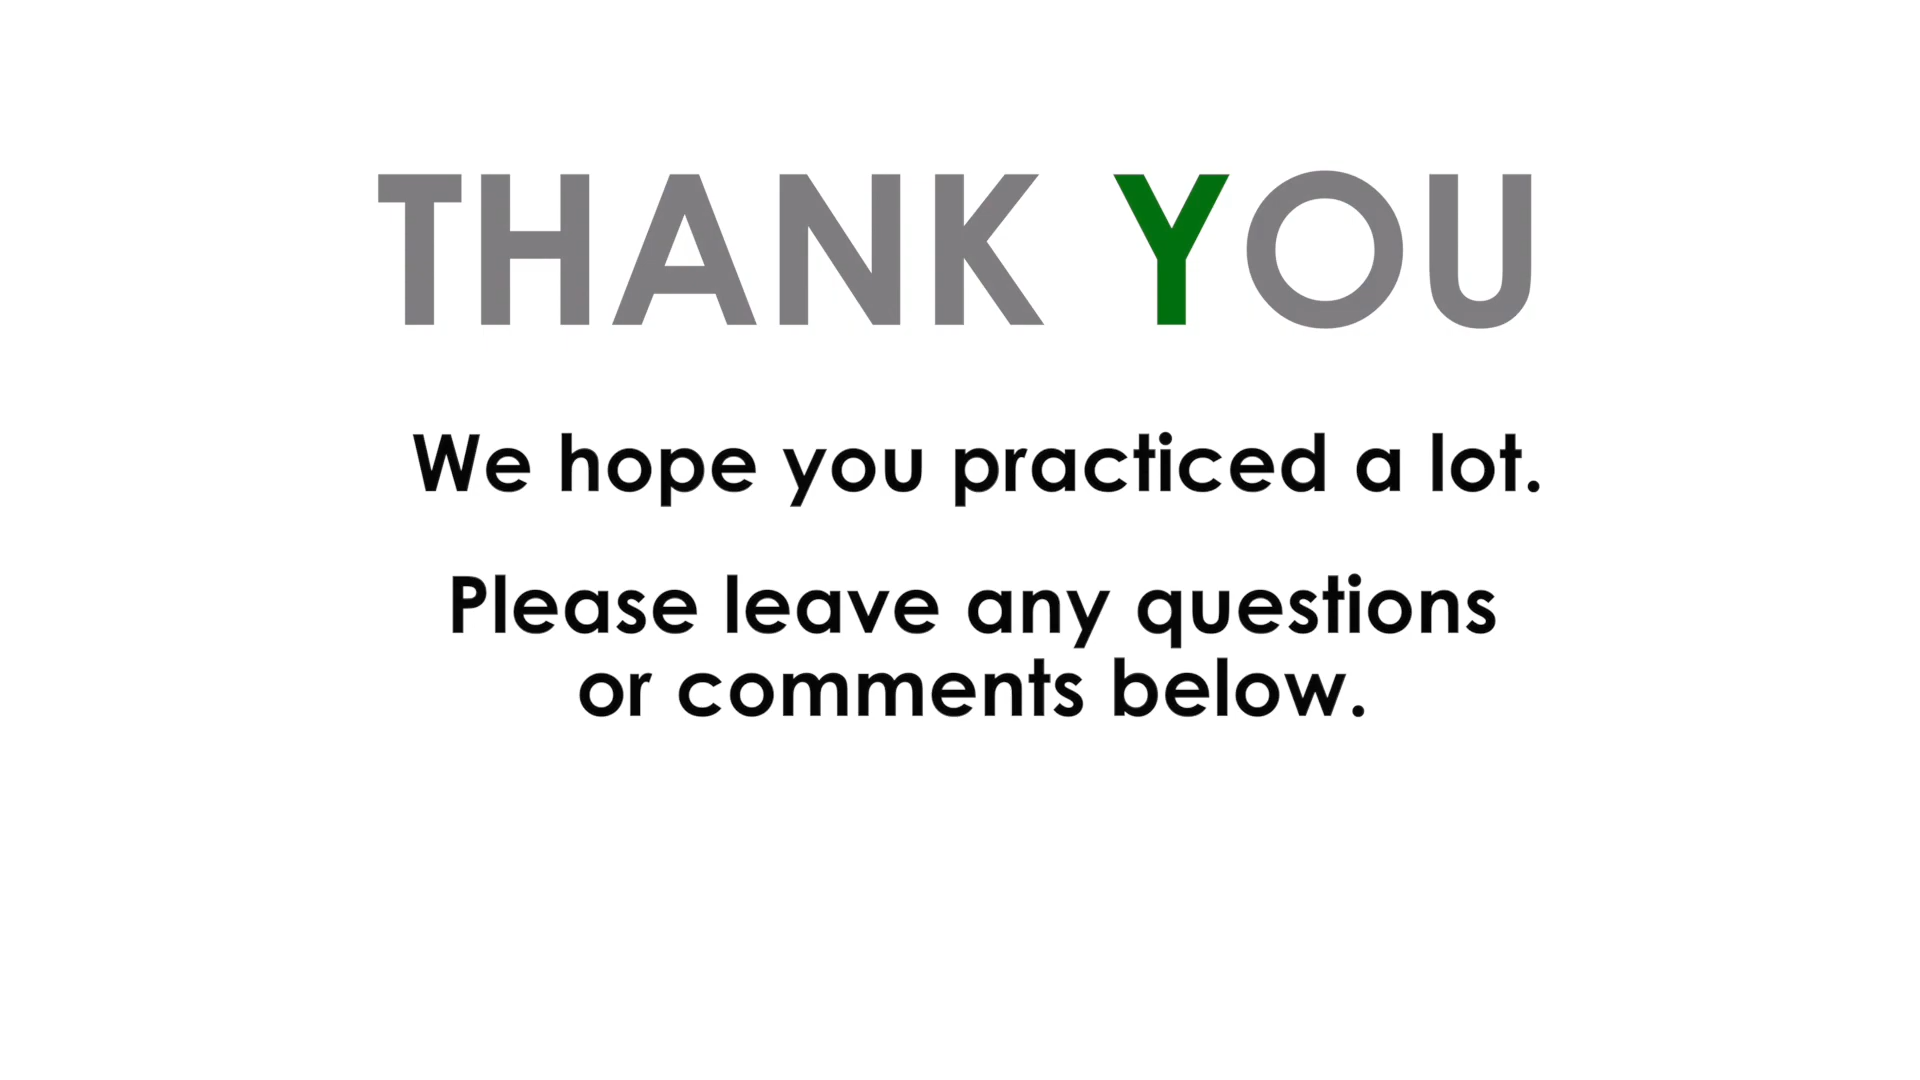 THANK YOU
We hope you practiced a lot.
Please leave any questions
or comments below.